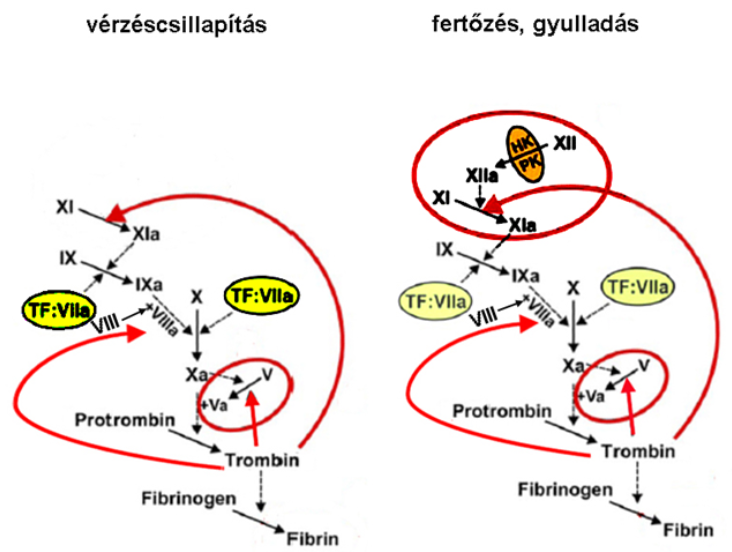 vérzéscsillapítás
XI
XIa
IX
IXa
TF:VIIa
VIII
+VIIIa
X
TF:VIIa
Xa
V
+Va
Protrombin
Trombin
Fibrinogen
Fibrin
fertőzés, gyulladás
HK
PK
XII
XIIa
XI
XIa
IX
IXa
TF:VIIa
VIII
+VIIIa
X
TF:VIIa
Xa
V
+Va
Protrombin
Trombin
Fibrinogen
Fibrin